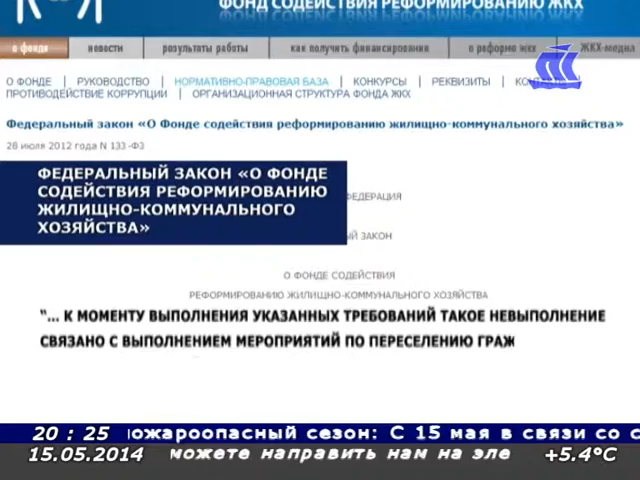 ФОНД СОДЕЙСТВИЯ РЕФОРМИРОВАНИЮ ЖКХ
о фонде новости результаты работы как получить финансирование о реформе жкх ЖКХ-медиа
О ФОНДЕ | РУКОВОДСТВО | НОРМАТИВНО-ПРАВОВАЯ БАЗА | КОНКУРСЫ | РЕКВИЗИТЫ |
ПРОТИВОДЕЙСТВИЕ КОРРУПЦИИ | ОРГАНИЗАЦИОННАЯ СТРУКТУРА ФОНДА ЖКХ
Федеральный закон «О Фонде содействия реформированию жилищно-коммунального хозяйства»
28 июля 2012 года N 133-ФЗ
ФЕДЕРАЛЬНЫЙ ЗАКОН «О ФОНДЕ
СОДЕЙСТВИЯ РЕФОРМИРОВАНИЮ
ЖИЛИЩНО-КОММУНАЛЬНОГО
ХОЗЯЙСТВА»
ФЕДЕРАЦИЯ
ЫЙ ЗАКОН
О ФОНДЕ СОДЕЙСТВИЯ
РЕФОРМИРОВАНИЮ ЖИЛИЩНО-КОММУНАЛЬНОГО ХОЗЯЙСТВА
"... К МОМЕНТУ ВЫПОЛНЕНИЯ УКАЗАННЫХ ТРЕБОВАНИЙ ТАКОЕ НЕВЫПОЛНЕНИЕ
СВЯЗАНО С ВЫПОЛНЕНИЕМ МЕРОПРИЯТИЙ ПО ПЕРЕСЕЛЕНИЮ ГРАЖ
20 : 25 пожароопасный сезон: С 15 мая в связи со с
15.05.2014 можете направить нам на эле +5.4°C